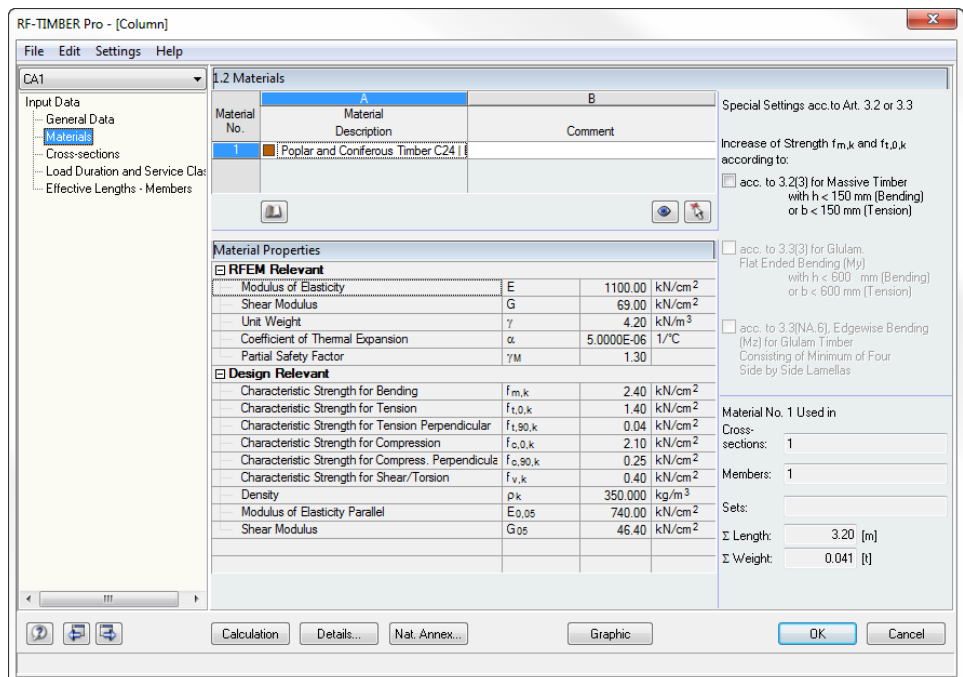 RF-TIMBER Pro - [Column]
File Edit Settings Help
CA1
Input Data
General Data
Materials
Cross-sections
Load Duration and Service Clas
Effective Lengths - Members
1.2 Materials
A B
Material No. Material Description Comment
1 Poplar and Coniferous Timber C24 |
Material Properties
RFEM Relevant
Modulus of Elasticity E 1100.00 kN/cm2
Shear Modulus G 69.00 kN/cm2
Unit Weight γ 4.20 kN/m3
Coefficient of Thermal Expansion α 5.0000E-06 1/°C
Partial Safety Factor γM 1.30
Design Relevant
Characteristic Strength for Bending fm,k 2.40 kN/cm2
Characteristic Strength for Tension ft,0,k 1.40 kN/cm2
Characteristic Strength for Tension Perpendicular ft,90,k 0.04 kN/cm2
Characteristic Strength for Compression fc,0,k 2.10 kN/cm2
Characteristic Strength for Compress. Perpendicula fc,90,k 0.25 kN/cm2
Characteristic Strength for Shear/Torsion fv,k 0.40 kN/cm2
Density ρk 350.000 kg/m3
Modulus of Elasticity Parallel E0,05 740.00 kN/cm2
Shear Modulus G05 46.40 kN/cm2
Special Settings acc.to Art. 3.2 or 3.3
Increase of Strength fm,k and ft,0,k
according to:
acc. to 3.2(3) for Massive Timber
with h < 150 mm (Bending)
or b < 150 mm (Tension)
acc. to 3.3(3) for Glulam.
Flat Ended Bending (My)
with h < 600 mm (Bending)
or b < 600 mm (Tension)
acc. to 3.3(NA.6), Edgewise Bending
(Mz) for Glulam Timber
Consisting of Minimum of Four
Side by Side Lamellas
Material No. 1 Used in
Cross-
sections: 1
Members: 1
Sets:
Σ Length: 3.20 [m]
Σ Weight: 0.041 [t]
Calculation Details... Nat. Annex... Graphic OK Cancel